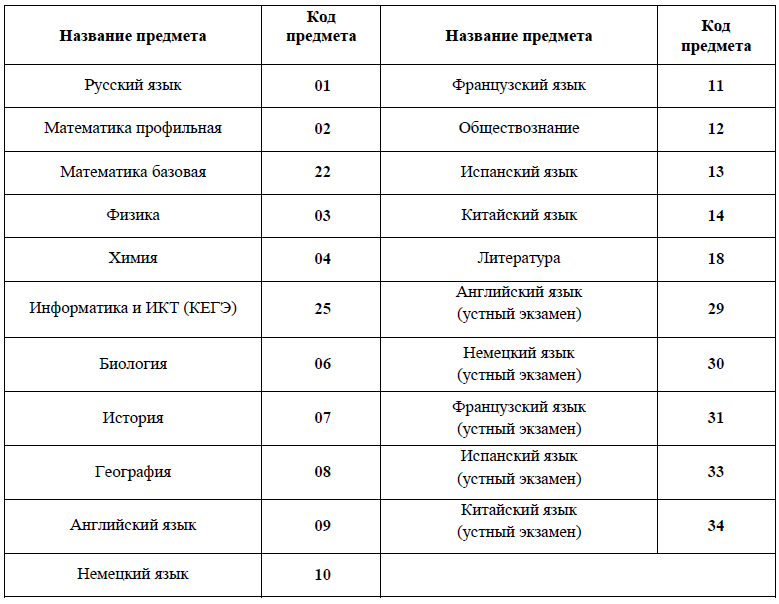 Название предмета
Код
предмета
Название предмета
Код
предмета
Русский язык
01
Французский язык
11
Математика профильная
02
Обществознание
12
Математика базовая
22
Испанский язык
13
Физика
03
Китайский язык
14
Химия
04
Литература
18
Информатика и ИКТ (КЕГЭ)
25
Английский язык
(устный экзамен)
29
Биология
06
Немецкий язык
(устный экзамен)
30
История
07
Французский язык
(устный экзамен)
31
География
08
Испанский язык
(устный экзамен)
33
Английский язык
09
Китайский язык
(устный экзамен)
34
Немецкий язык
10